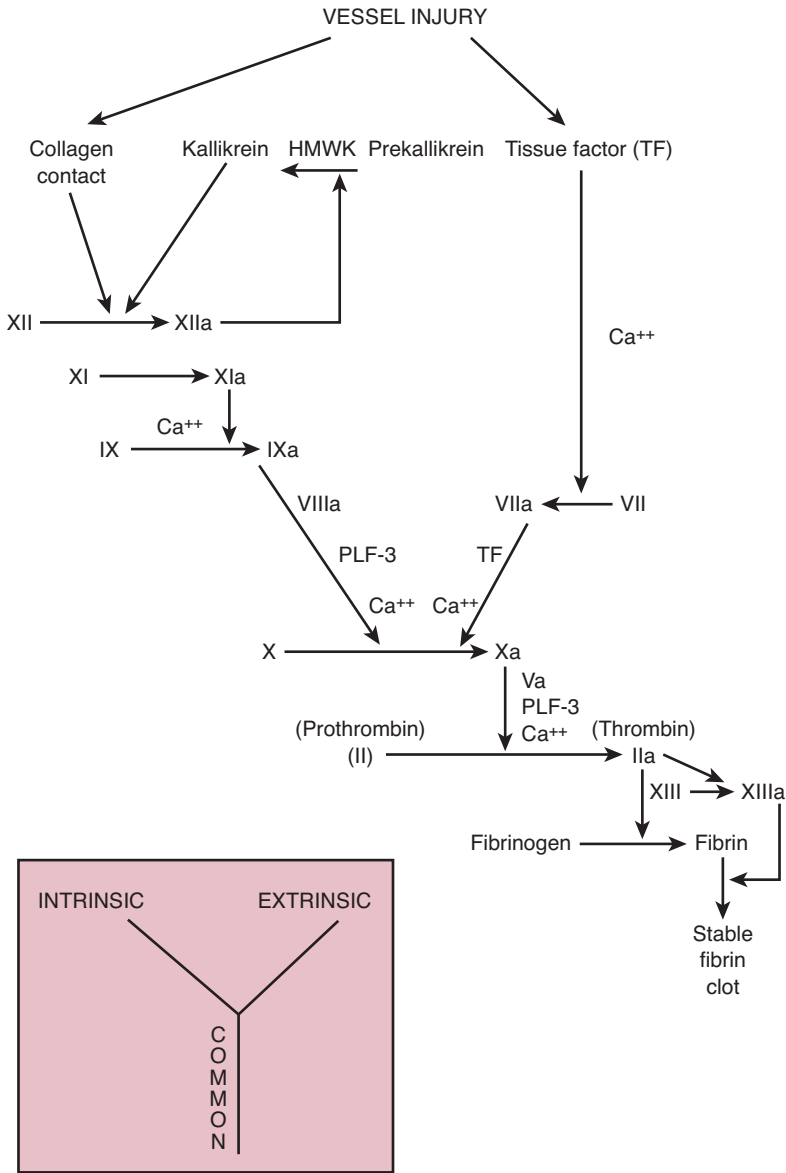 VESSEL INJURY
Collagen
contact
Kallikrein HMWK Prekallikrein Tissue factor (TF)
XII XIIa
Ca++
XI XIa
Ca++
IX IXa
VIIIa
VIIa VII
PLF-3
TF
Ca++ Ca++
X Xa
Va
PLF-3
Ca++
(Prothrombin)
(II)
(Thrombin)
IIa
XIII XIIIa
Fibrinogen Fibrin
Stable
fibrin
clot
INTRINSIC EXTRINSIC
C
O
M
M
O
N